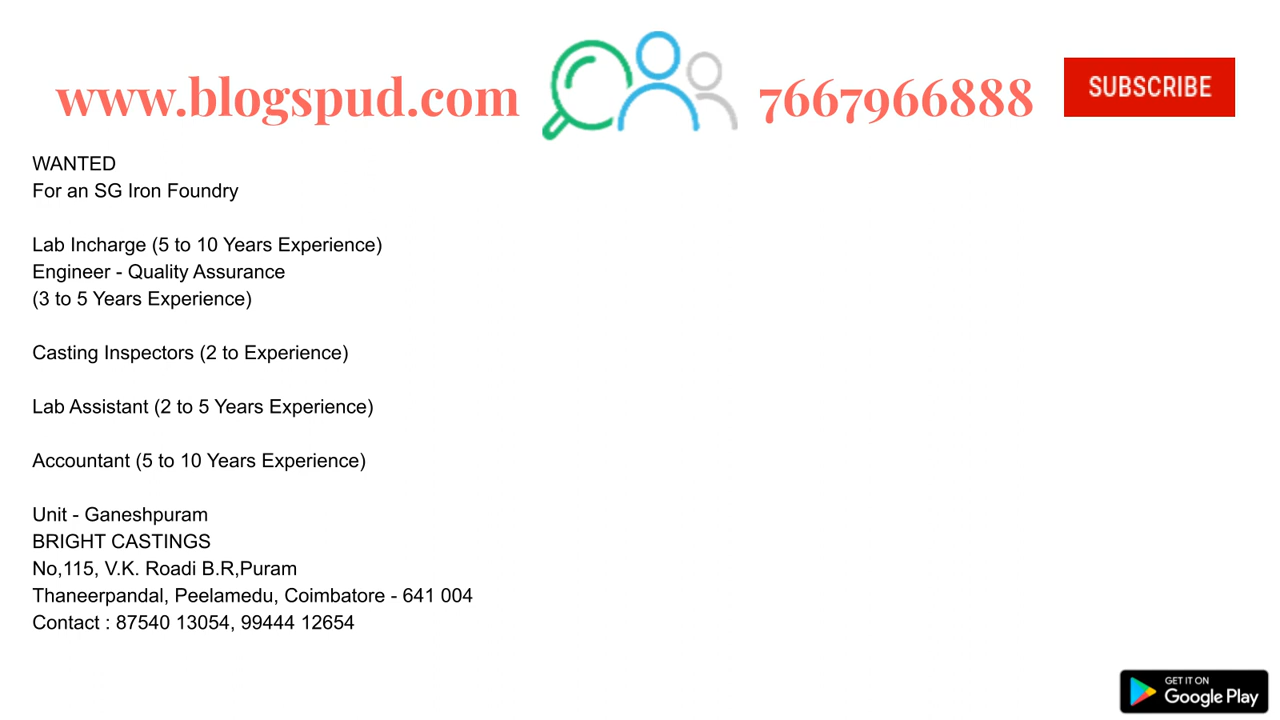 www.blogspud.com
7667966888
SUBSCRIBE
WANTED
For an SG Iron Foundry
Lab Incharge (5 to 10 Years Experience)
Engineer - Quality Assurance
(3 to 5 Years Experience)
Casting Inspectors (2 to Experience)
Lab Assistant (2 to 5 Years Experience)
Accountant (5 to 10 Years Experience)
Unit - Ganeshpuram
BRIGHT CASTINGS
No,115, V.K. Roadi B.R,Puram
Thaneerpandal, Peelamedu, Coimbatore - 641 004
Contact : 87540 13054, 99444 12654
GET IT ON
Google Play